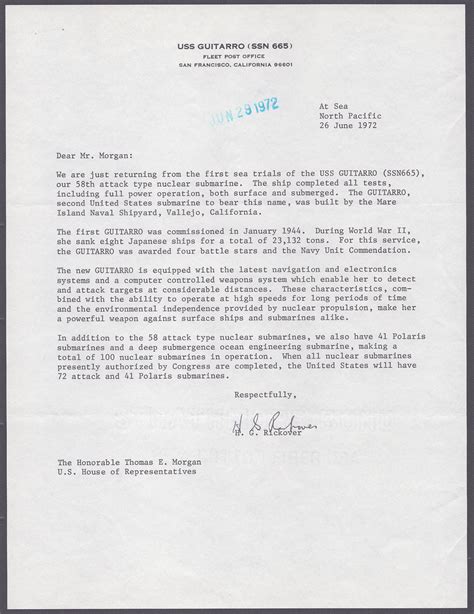 USS GUITARRO (SSN 665)
FLEET POST OFFICE
SAN FRANCISCO, CALIFORNIA 96601
JUN 29 1972
At Sea
North Pacific
26 June 1972
Dear Mr. Morgan:
We are just returning from the first sea trials of the USS GUITARRO (SSN665),
our 58th attack type nuclear submarine. The ship completed all tests,
including full power operation, both surface and submerged. The GUITARRO,
second United States submarine to bear this name, was built by the Mare
Island Naval Shipyard, Vallejo, California.
The first GUITARRO was commissioned in January 1944. During World War II,
she sank eight Japanese ships for a total of 23,132 tons. For this service,
the GUITARRO was awarded four battle stars and the Navy Unit Commendation.
The new GUITARRO is equipped with the latest navigation and electronics
systems and a computer controlled weapons system which enable her to detect
and attack targets at considerable distances. These characteristics, com-
bined with the ability to operate at high speeds for long periods of time
and the environmental independence provided by nuclear propulsion, make her
a powerful weapon against surface ships and submarines alike.
In addition to the 58 attack type nuclear submarines, we also have 41 Polaris
submarines and a deep submergence ocean engineering submarine, making a
total of 100 nuclear submarines in operation. When all nuclear submarines
presently authorized by Congress are completed, the United States will have
72 attack and 41 Polaris submarines.
Respectfully,
H G Rickover
H. G. Rickover
The Honorable Thomas E. Morgan
U.S. House of Representatives